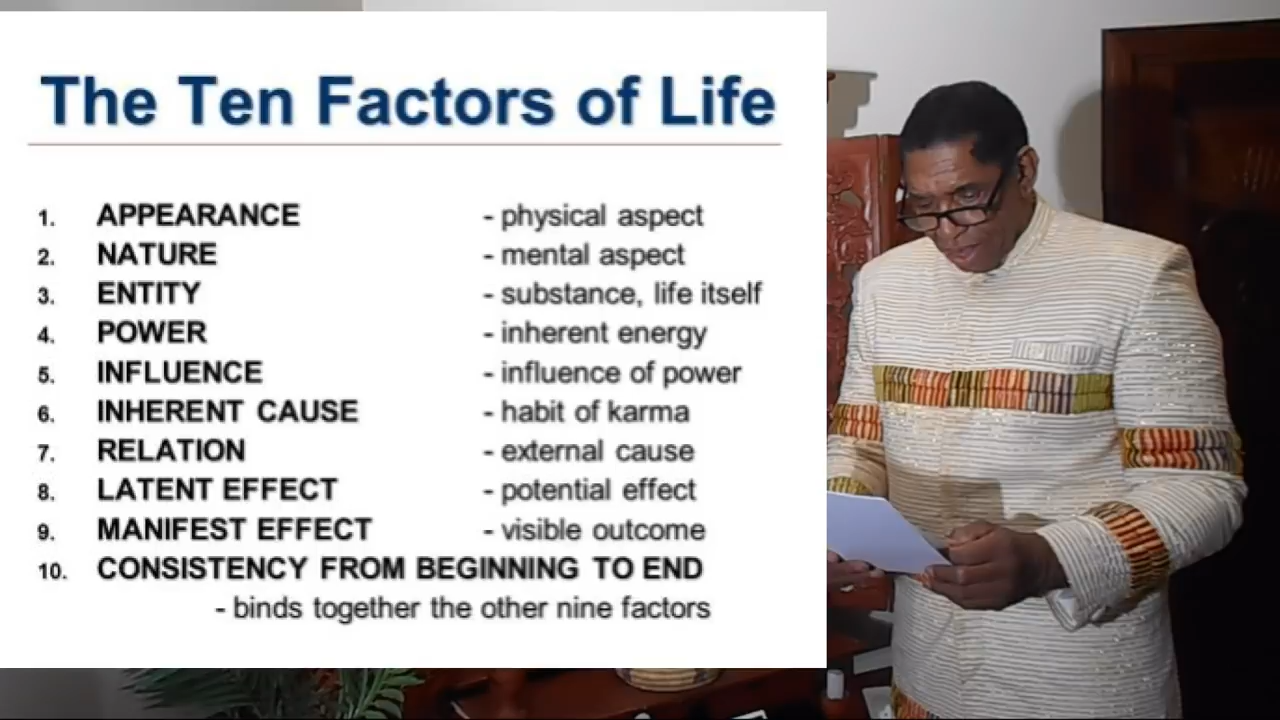 The Ten Factors of Life
1. APPEARANCE - physical aspect
2. NATURE - mental aspect
3. ENTITY - substance, life itself
4. POWER - inherent energy
5. INFLUENCE - influence of power
6. INHERENT CAUSE - habit of karma
7. RELATION - external cause
8. LATENT EFFECT - potential effect
9. MANIFEST EFFECT - visible outcome
10. CONSISTENCY FROM BEGINNING TO END
- binds together the other nine factors